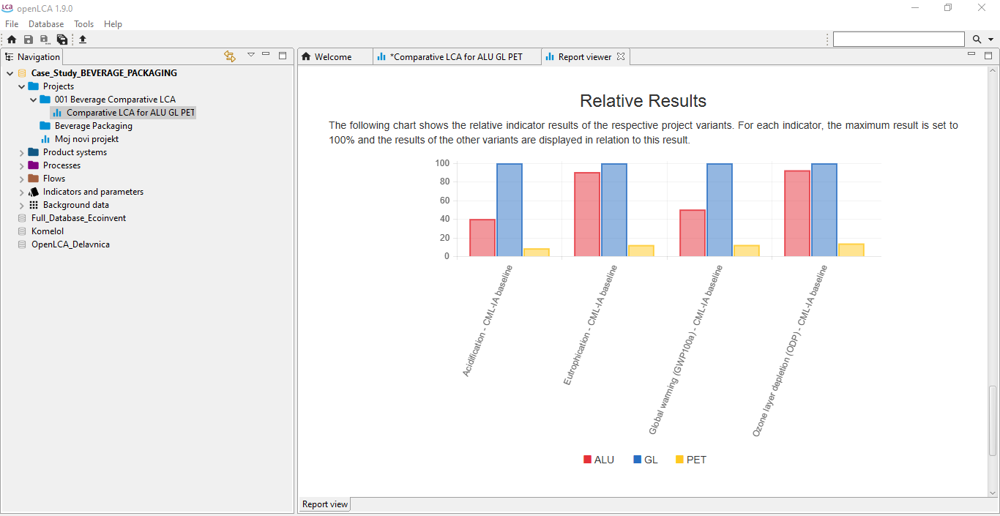 LCA openLCA 1.9.0
File Database Tools Help
Navigation
Welcome *Comparative LCA for ALU GL PET Report viewer
Case_Study_BEVERAGE_PACKAGING
Projects
001 Beverage Comparative LCA
Comparative LCA for ALU GL PET
Beverage Packaging
Moj novi projekt
Product systems
Processes
Flows
Indicators and parameters
Background data
Full_Database_Ecoinvent
Komelol
OpenLCA_Delavnica
Relative Results
The following chart shows the relative indicator results of the respective project variants. For each indicator, the maximum result is set to
100% and the results of the other variants are displayed in relation to this result.
100
80
60
40
20
0
Acidification - CML-IA baseline
Eutrophication - CML-IA baseline
Global warming (GWP100a) - CML-IA baseline
Ozone layer depletion (ODP) - CML-IA baseline
ALU GL PET
Report view